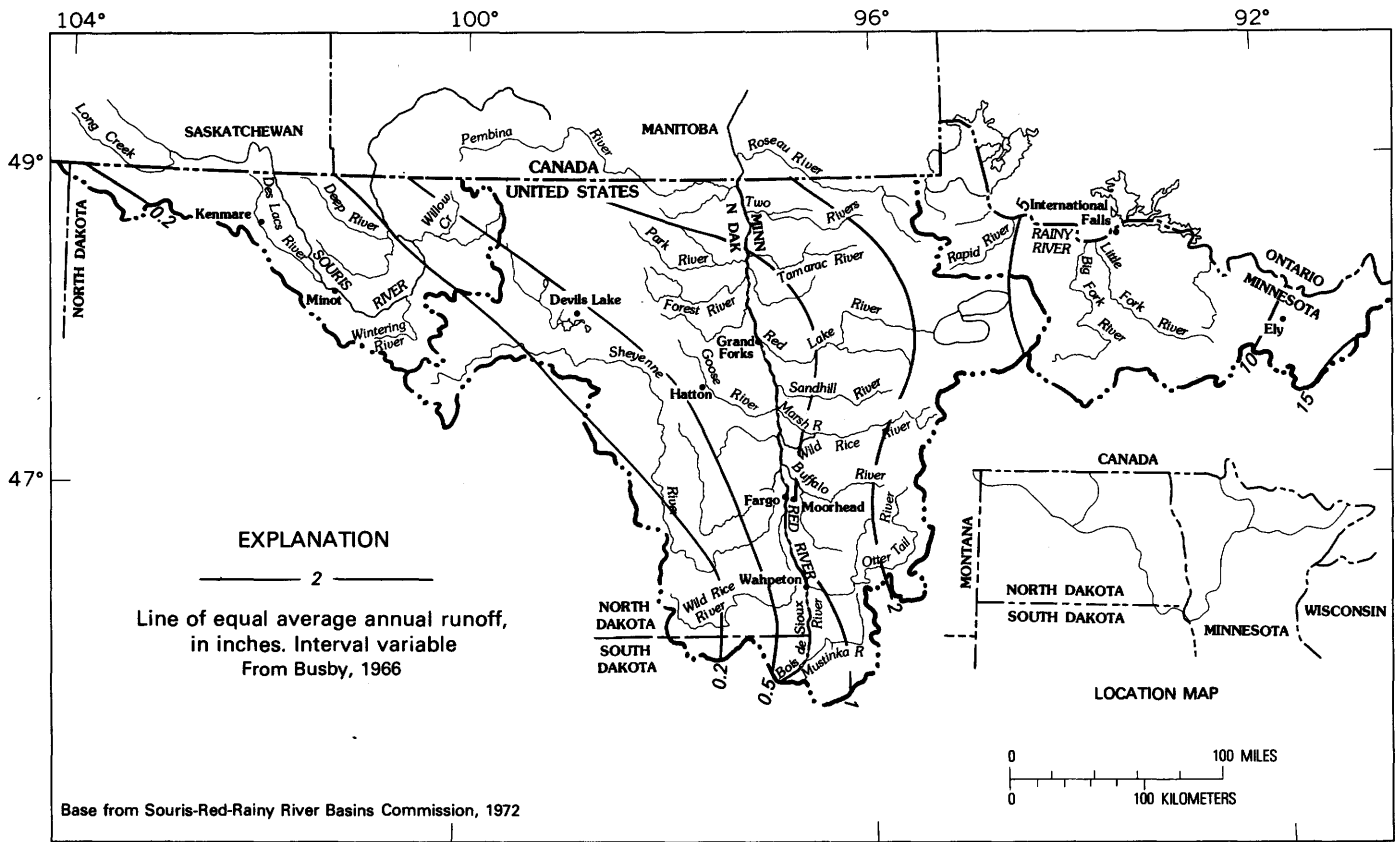 104°
100°
96°
92°
49°
47°
Long Creek
SASKATCHEWAN
MANITOBA
Pembina
River
Roseau River
CANADA
UNITED STATES
NORTH DAKOTA
0.2
Kenmare
Des Lacs
River
SOURIS
RIVER
Deep River
Willow
Cr
Minot
Wintering
River
Devils Lake
Sheyenne
River
Park
River
Forest River
Goose
River
Grand
Forks
Hatton
N DAK
MINN
Two
Rivers
Tamarac River
Red
Lake
River
Sandhill
River
Marsh R
Wild Rice
River
Buffalo
River
Fargo
Moorhead
RED
RIVER
Otter Tail
River
Wahpeton
Wild Rice
River
Bois de Sioux
River
Mustinka R
NORTH
DAKOTA
SOUTH
DAKOTA
0.2
0.5
1
2
5
10
15
Rapid River
International
Falls
RAINY
RIVER
Big
Fork
River
Little
Fork
River
ONTARIO
MINNESOTA
Ely
EXPLANATION
2
Line of equal average annual runoff,
in inches. Interval variable
From Busby, 1966
CANADA
MONTANA
NORTH DAKOTA
SOUTH DAKOTA
MINNESOTA
WISCONSIN
LOCATION MAP
0
100 MILES
0
100 KILOMETERS
Base from Souris-Red-Rainy River Basins Commission, 1972